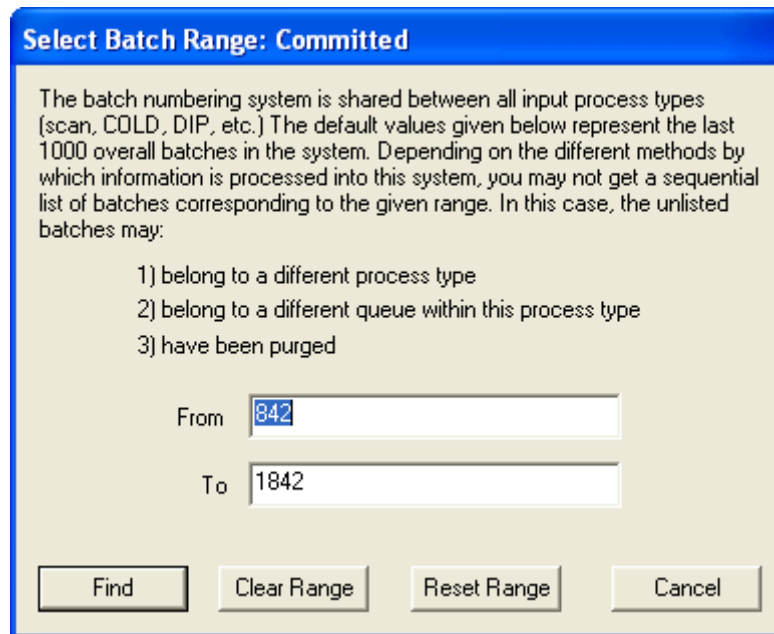 Select Batch Range: Committed
The batch numbering system is shared between all input process types
(scan, COLD, DIP, etc.) The default values given below represent the last
1000 overall batches in the system. Depending on the different methods by
which information is processed into this system, you may not get a sequential
list of batches corresponding to the given range. In this case, the unlisted
batches may:
1) belong to a different process type
2) belong to a different queue within this process type
3) have been purged
From 842
To 1842
Find Clear Range Reset Range Cancel